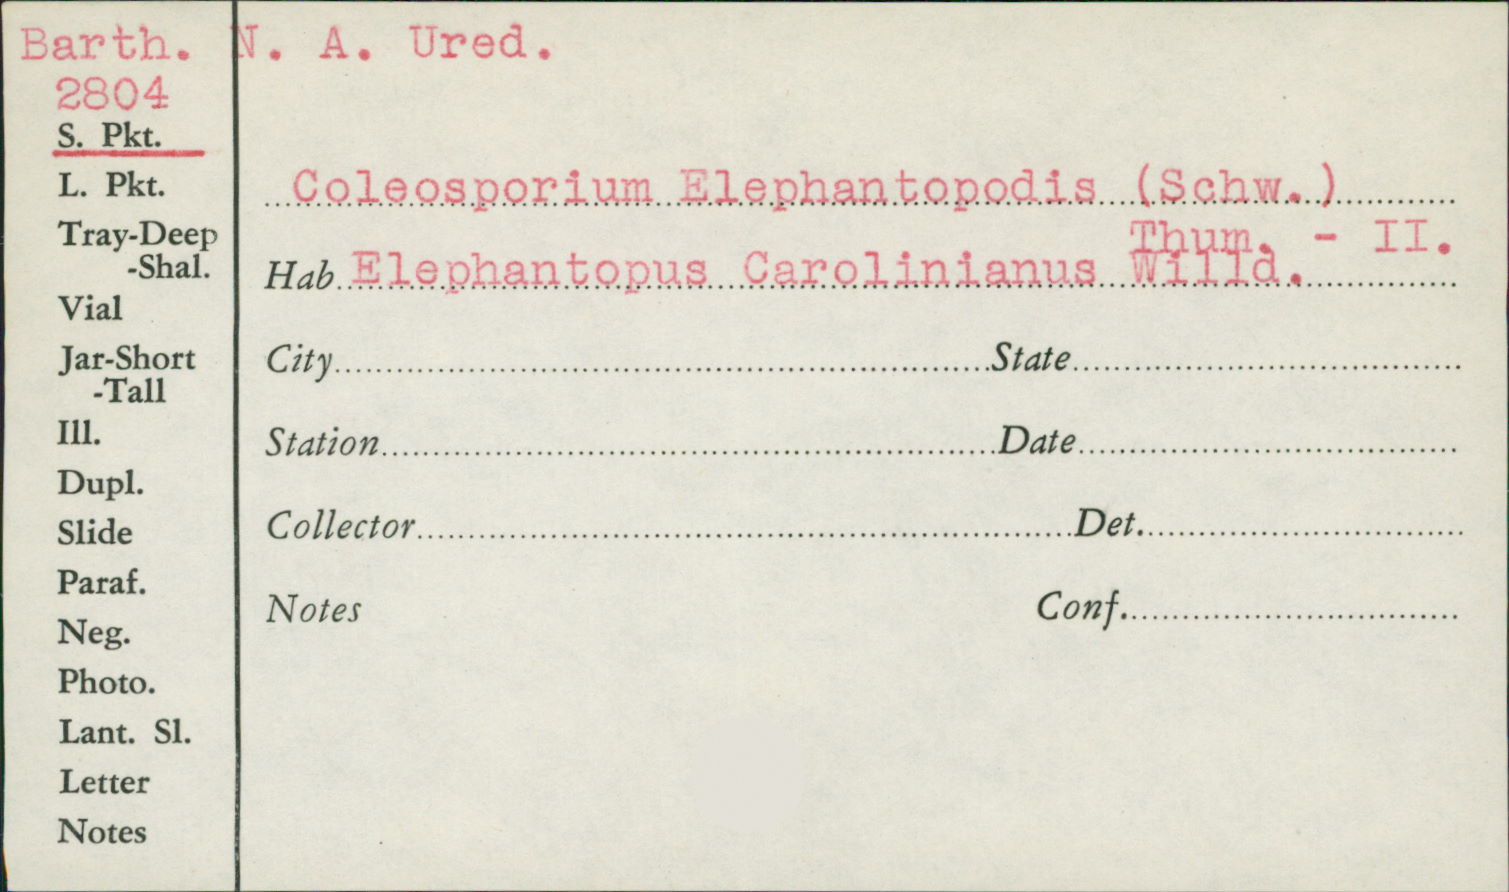 Barth. N. A. Ured.
2804
S. Pkt.
L. Pkt.
Tray-Deep
-Shal.
Vial
Jar-Short
-Tall
Ill.
Dupl.
Slide
Paraf.
Neg.
Photo.
Lant. Sl.
Letter
Notes
Coleosporium Elephantopodis (Schw.)
Thum. - II.
Hab. Elephantopus Carolinianus Willd.
City State
Station Date
Collector Det.
Notes Conf.